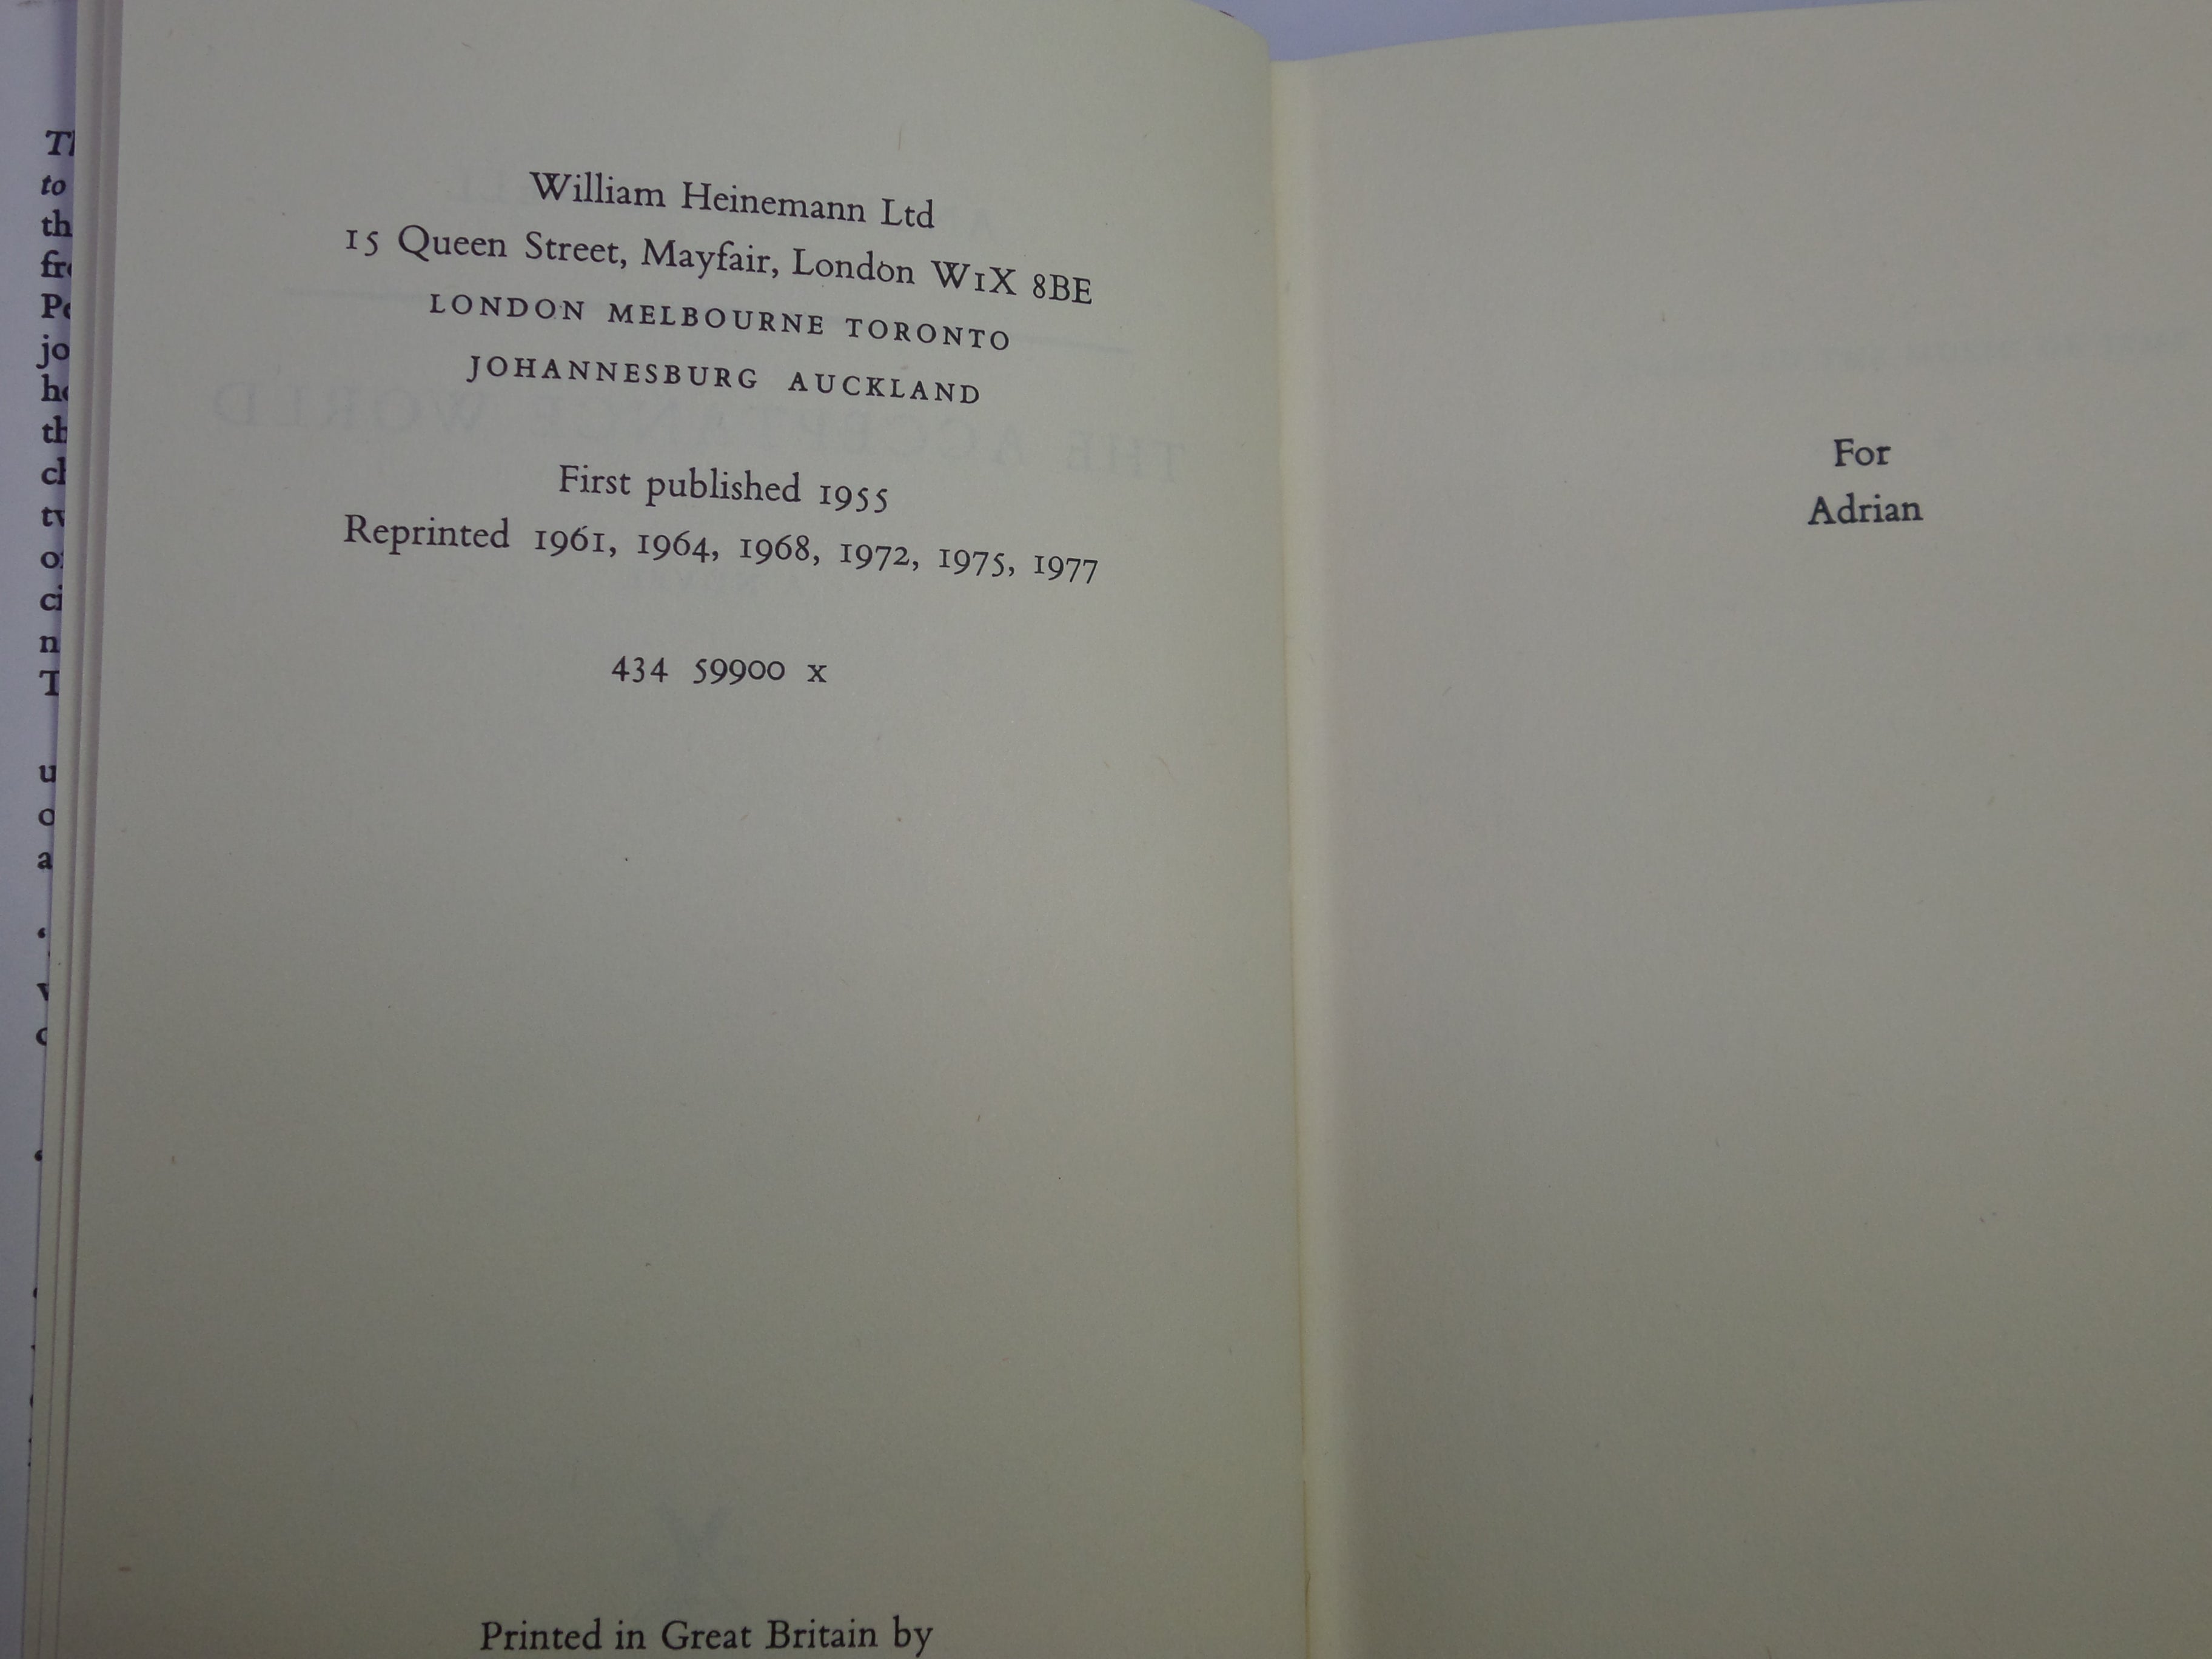 William Heinemann Ltd
15 Queen Street, Mayfair, London W1X 8BE
LONDON MELBOURNE TORONTO
JOHANNESBURG AUCKLAND
First published 1955
Reprinted 1961, 1964, 1968, 1972, 1975, 1977
434 59900 x
Printed in Great Britain by
For
Adrian